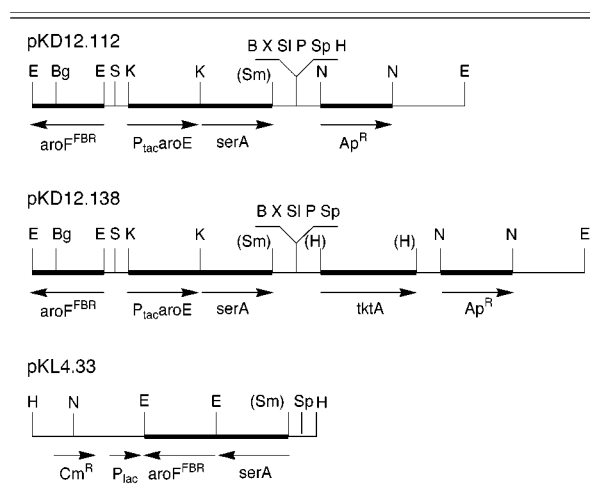 pKD12.112
B X Sl P Sp H
E Bg E S K K (Sm) N N E
aroF^FBR P_tac aroE serA Ap^R
pKD12.138
B X Sl P Sp
E Bg E S K K (Sm) (H) (H) N N E
aroF^FBR P_tac aroE serA tktA Ap^R
pKL4.33
H N E E (Sm) Sp H
Cm^R P_lac aroF^FBR serA